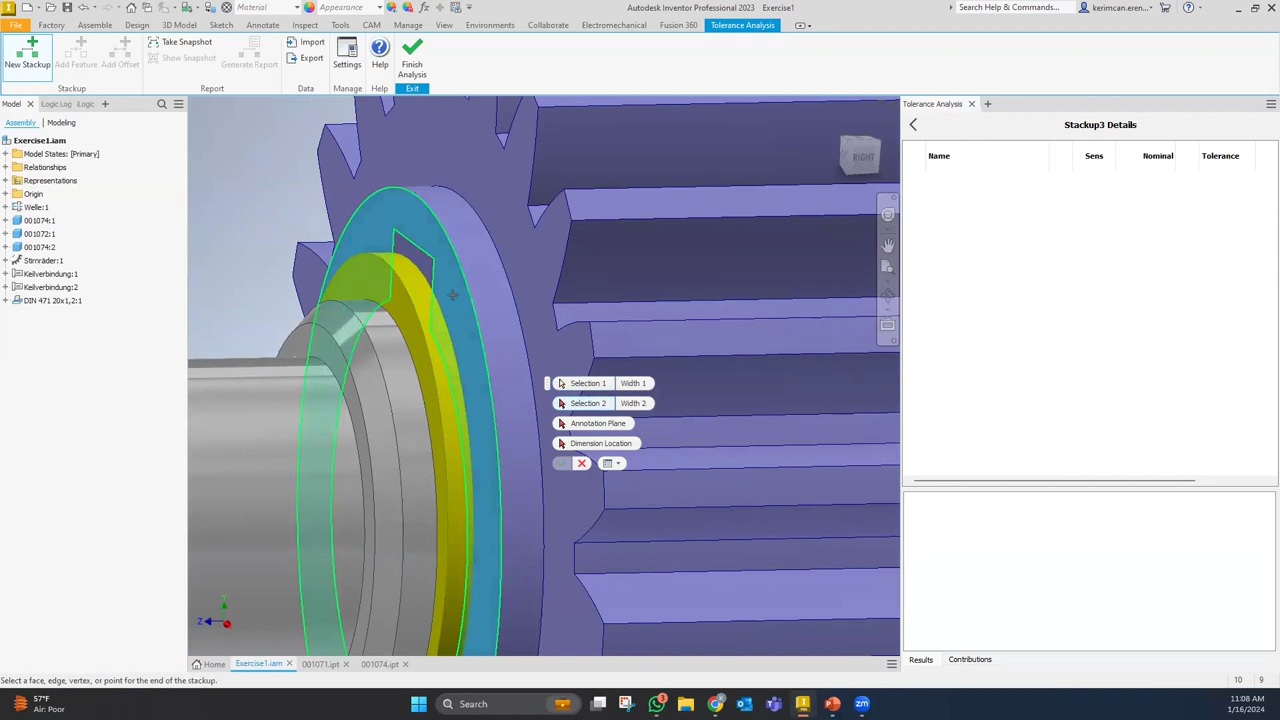 Material
Appearance
Autodesk Inventor Professional 2023
Exercise1
Search Help & Commands...
kerimcan.eren...
File
Factory
Assemble
Design
3D Model
Sketch
Annotate
Inspect
Tools
CAM
Manage
View
Environments
Collaborate
Electromechanical
Fusion 360
Tolerance Analysis
New Stackup
Add Feature
Add Offset
Take Snapshot
Show Snapshot
Generate Report
Import
Export
Settings
Help
Finish
Analysis
Stackup
Report
Data
Manage
Help
Exit
Model
Logic Log
iLogic
Tolerance Analysis
Assembly
Modeling
Stackup3 Details
Exercise1.iam
Model States: [Primary]
Relationships
Representations
Origin
Welle:1
001074:1
001072:1
001074:2
Stirnräder:1
Keilverbindung:1
Keilverbindung:2
DIN 471 20x1,2:1
Name
Sens
Nominal
Tolerance
RIGHT
Selection 1
Width 1
Selection 2
Width 2
Annotation Plane
Dimension Location
Y
Z
Home
Exercise1.iam
001071.ipt
001074.ipt
Results
Contributions
Select a face, edge, vertex, or point for the end of the stackup.
10
9
57°F
Air: Poor
Search
3
11:08 AM
1/16/2024